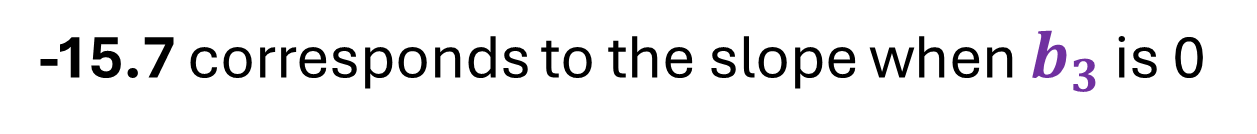 -15.7 corresponds to the slope when b₃ is 0